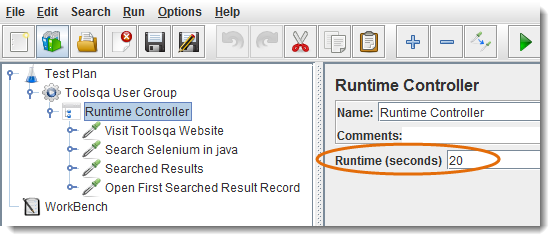 File Edit Search Run Options Help
Test Plan
Toolsqa User Group
Runtime Controller
Visit Toolsqa Website
Search Selenium in java
Searched Results
Open First Searched Result Record
WorkBench
Runtime Controller
Name: Runtime Controller
Comments:
Runtime (seconds) 20